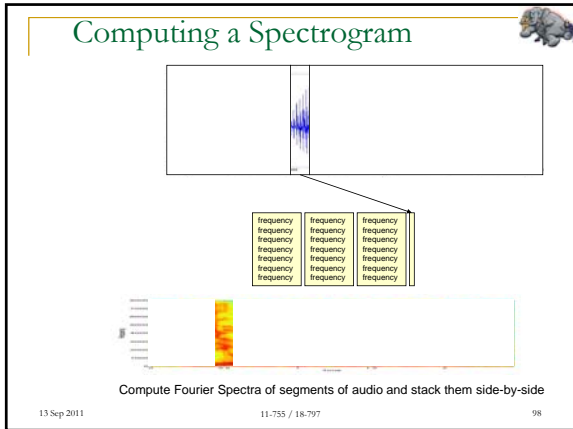 Computing a Spectrogram
frequency frequency frequency
frequency frequency frequency
frequency frequency frequency
frequency frequency frequency
frequency frequency frequency
frequency frequency frequency
frequency frequency frequency
Compute Fourier Spectra of segments of audio and stack them side-by-side
13 Sep 2011 11-755 / 18-797 98